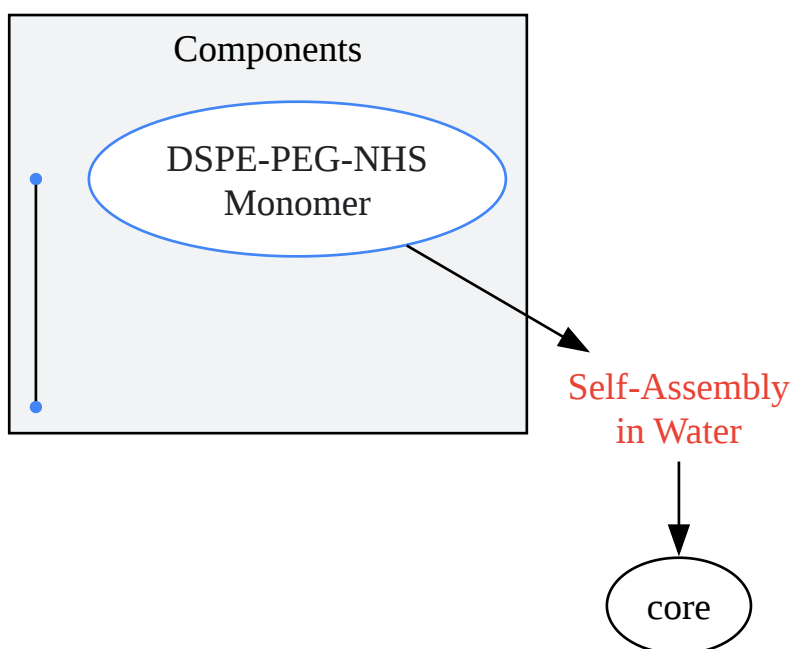 Components
DSPE-PEG-NHS
Monomer
Self-Assembly
in Water
core